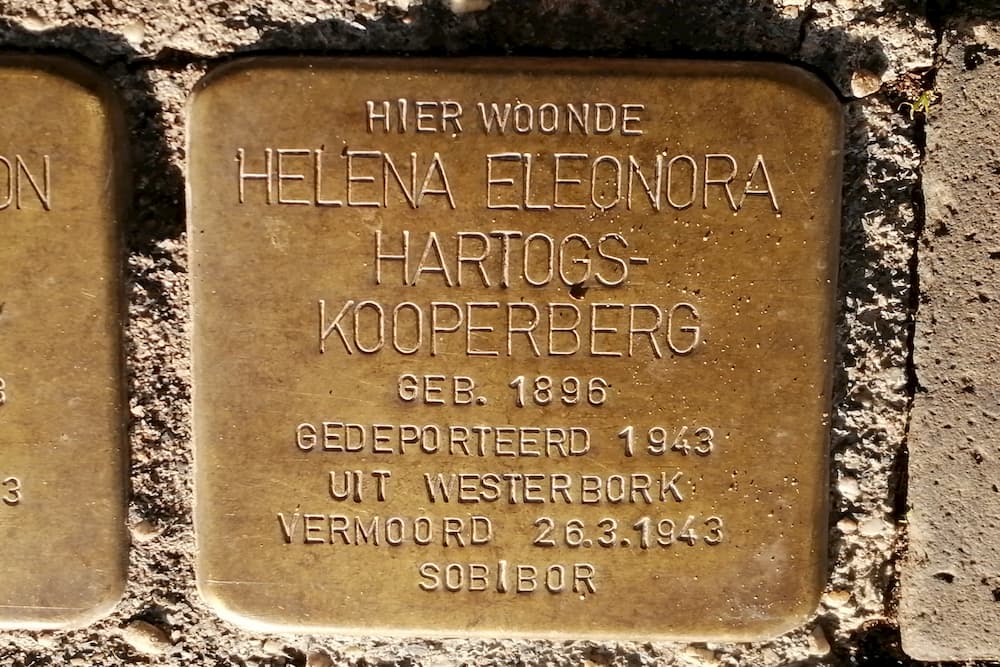 HIER WOONDE
HELENA ELEONORA
HARTOGS-
KOOPERBERG
GEB. 1896
GEDEPORTEERD 1943
UIT WESTERBORK
VERMOORD 26.3.1943
SOBIBOR